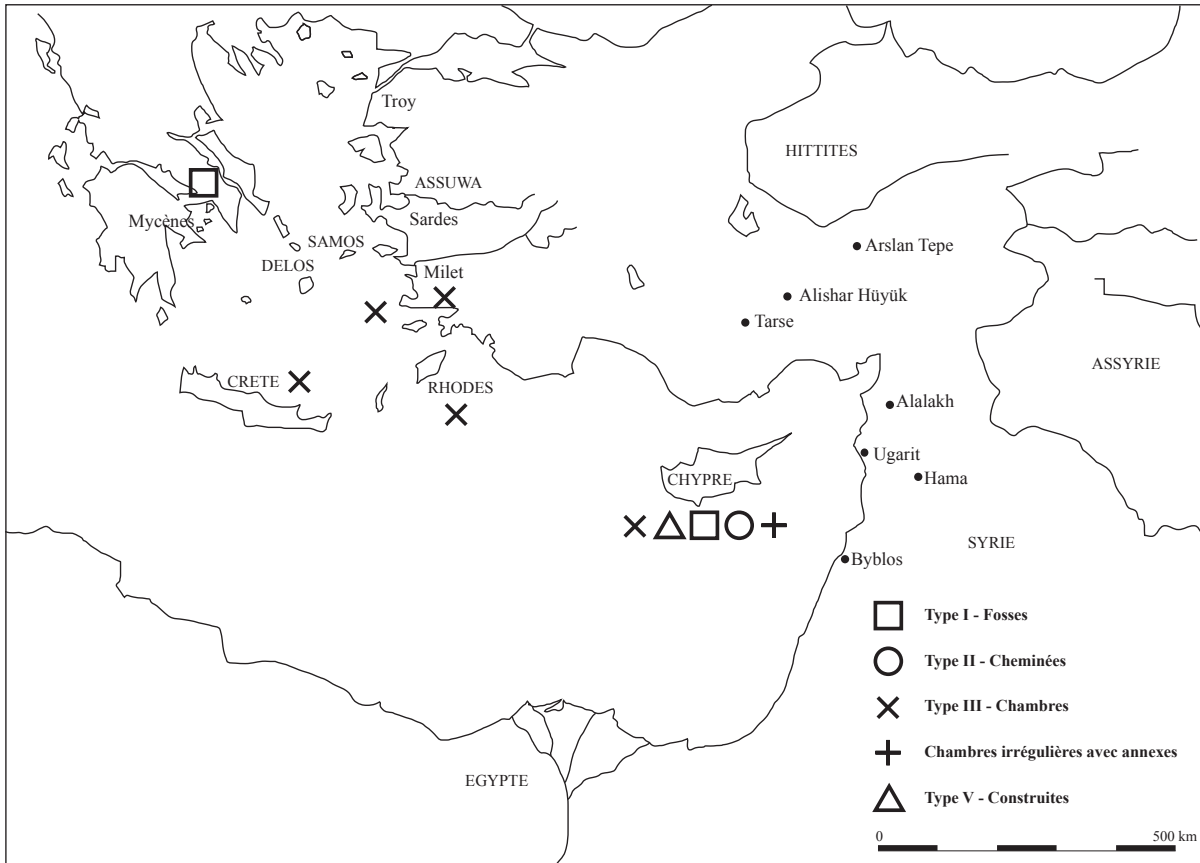 Troy
HITTITES
ASSUWA
Mycènes
Sardes
SAMOS
Arslan Tepe
DELOS
Milet
Alishar Hüyük
Tarse
ASSYRIE
CRETE
RHODES
Alalakh
Ugarit
CHYPRE
Hama
SYRIE
Byblos
EGYPTE
Type I - Fosses
Type II - Cheminées
Type III - Chambres
Chambres irrégulières avec annexes
Type V - Construites
0 500 km